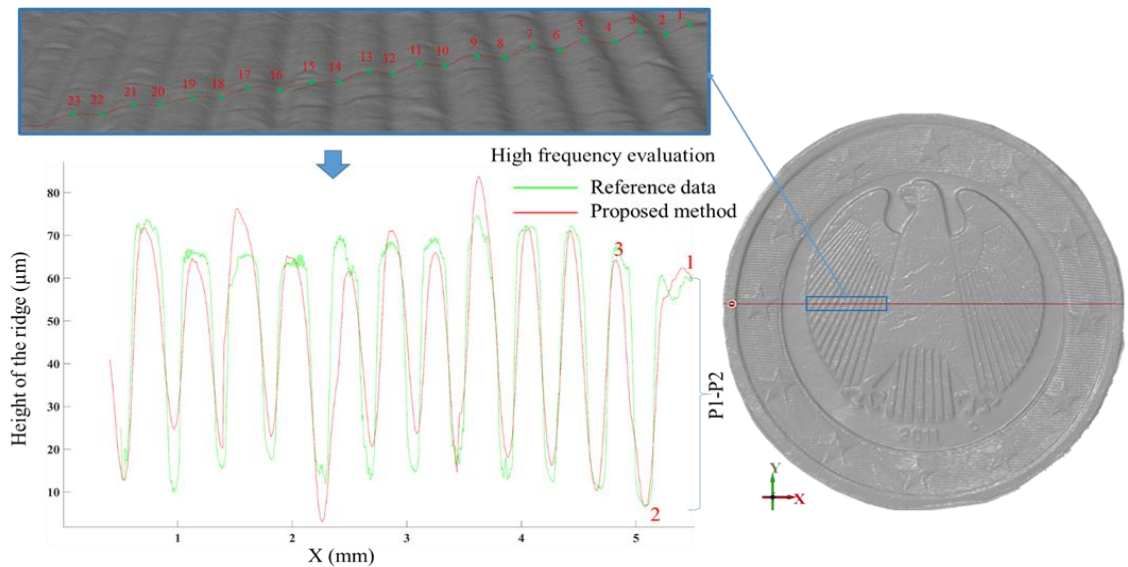 23 22 21 20 19 18 17 16 15 14 13 12 11 10 9 8 7 6 5 4 3 2 1
High frequency evaluation
Reference data
Proposed method
80
70
60
50
40
30
20
10
3
1
2
P1-P2
Height of the ridge (μm)
1 2 3 4 5
X (mm)
2011
Y
X